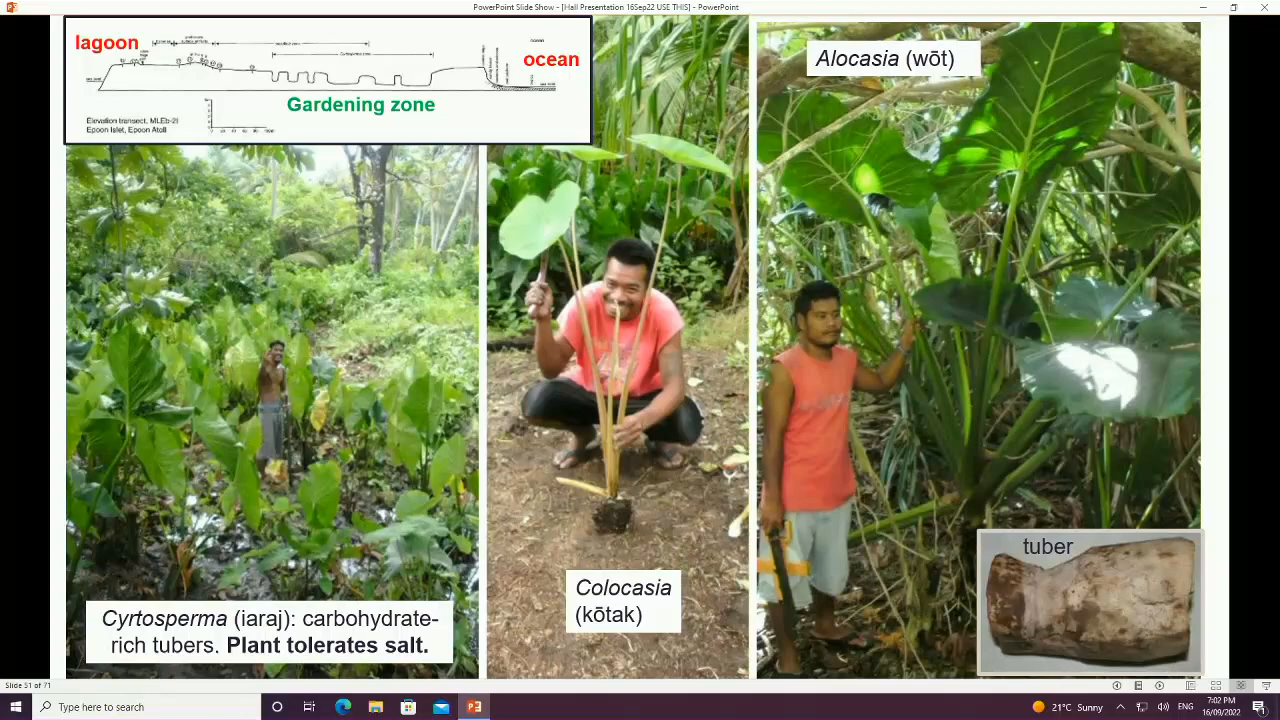 PowerPoint Slide Show - [Hall Presentation 16Sep22 USE THIS] - PowerPoint
lagoon
ocean
Gardening zone
Elevation transect, MLEb-2I
Epoon Islet, Epoon Atoll
Alocasia (wōt)
tuber
Colocasia
(kōtak)
Cyrtosperma (iaraj): carbohydrate-
rich tubers. Plant tolerates salt.
Slide 51 of 71
Type here to search
21°C Sunny
ENG
7:02 PM
16/09/2022